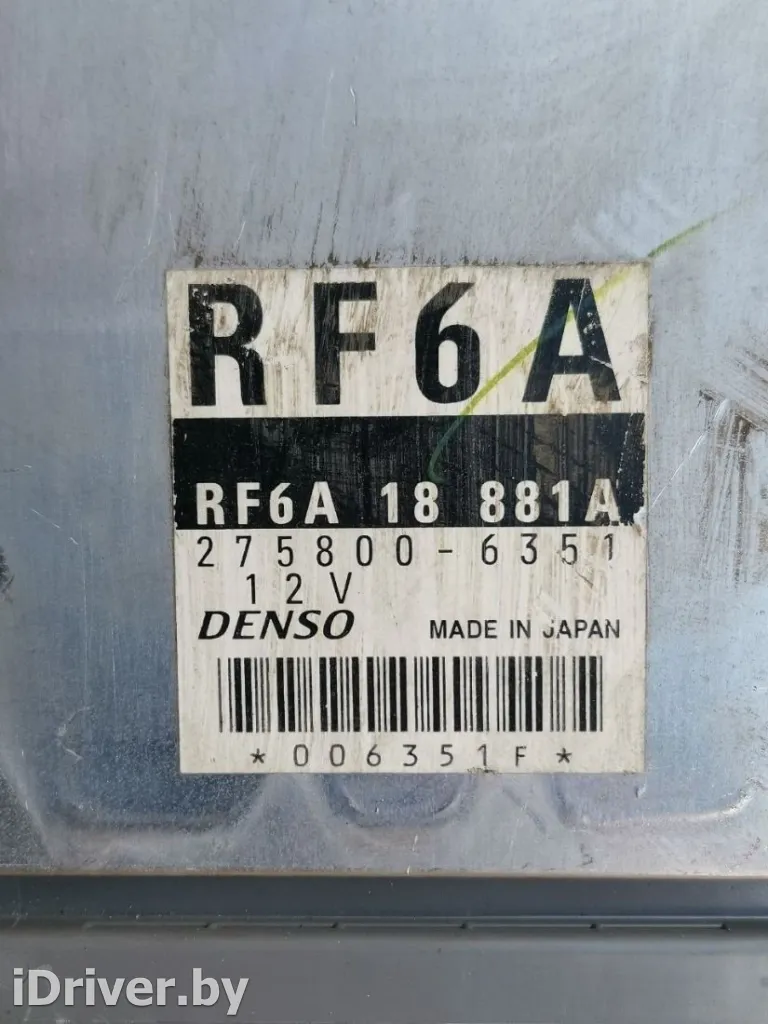 RF6A
RF6A 18 881A
275800-6351
12V
DENSO MADE IN JAPAN
*006351F*
iDriver.by